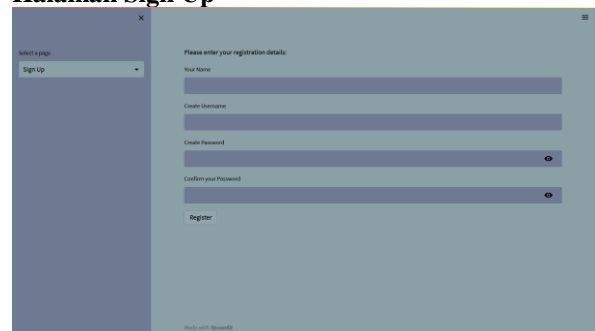 Halaman Sign Up
Select a page
Sign Up
Please enter your registration details:
Your Name
Create Username
Create Password
Confirm your Password
Register
Made with Streamlit